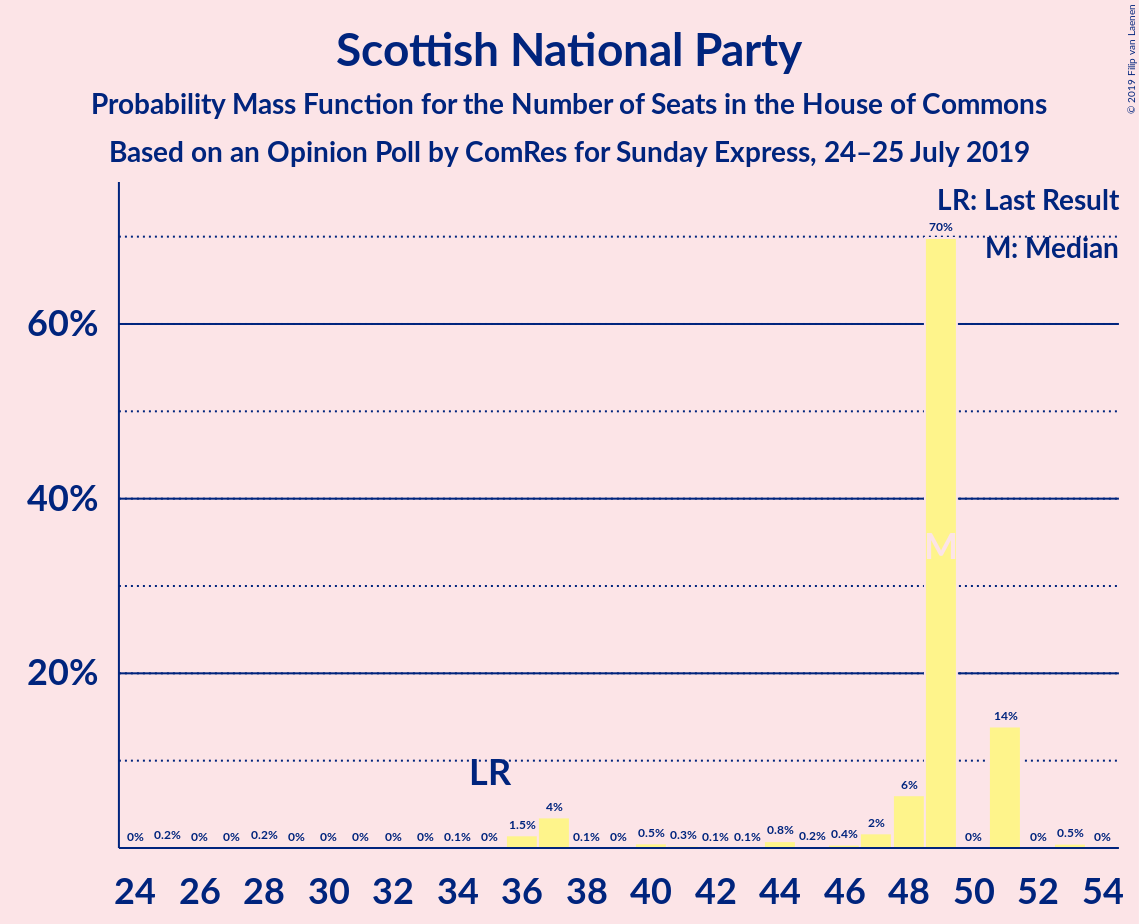 Scottish National Party
Probability Mass Function for the Number of Seats in the House of Commons
Based on an Opinion Poll by ComRes for Sunday Express, 24–25 July 2019
© 2019 Filip van Laenen
LR: Last Result
M: Median
60%
40%
20%
0% 0.2% 0% 0% 0.2% 0% 0% 0% 0% 0% 0.1% 0% 1.5% 4% 0.1% 0% 0.5% 0.3% 0.1% 0.1% 0.8% 0.2% 0.4% 2% 6% 70% 0% 14% 0% 0.5% 0%
LR
M
24 26 28 30 32 34 36 38 40 42 44 46 48 50 52 54